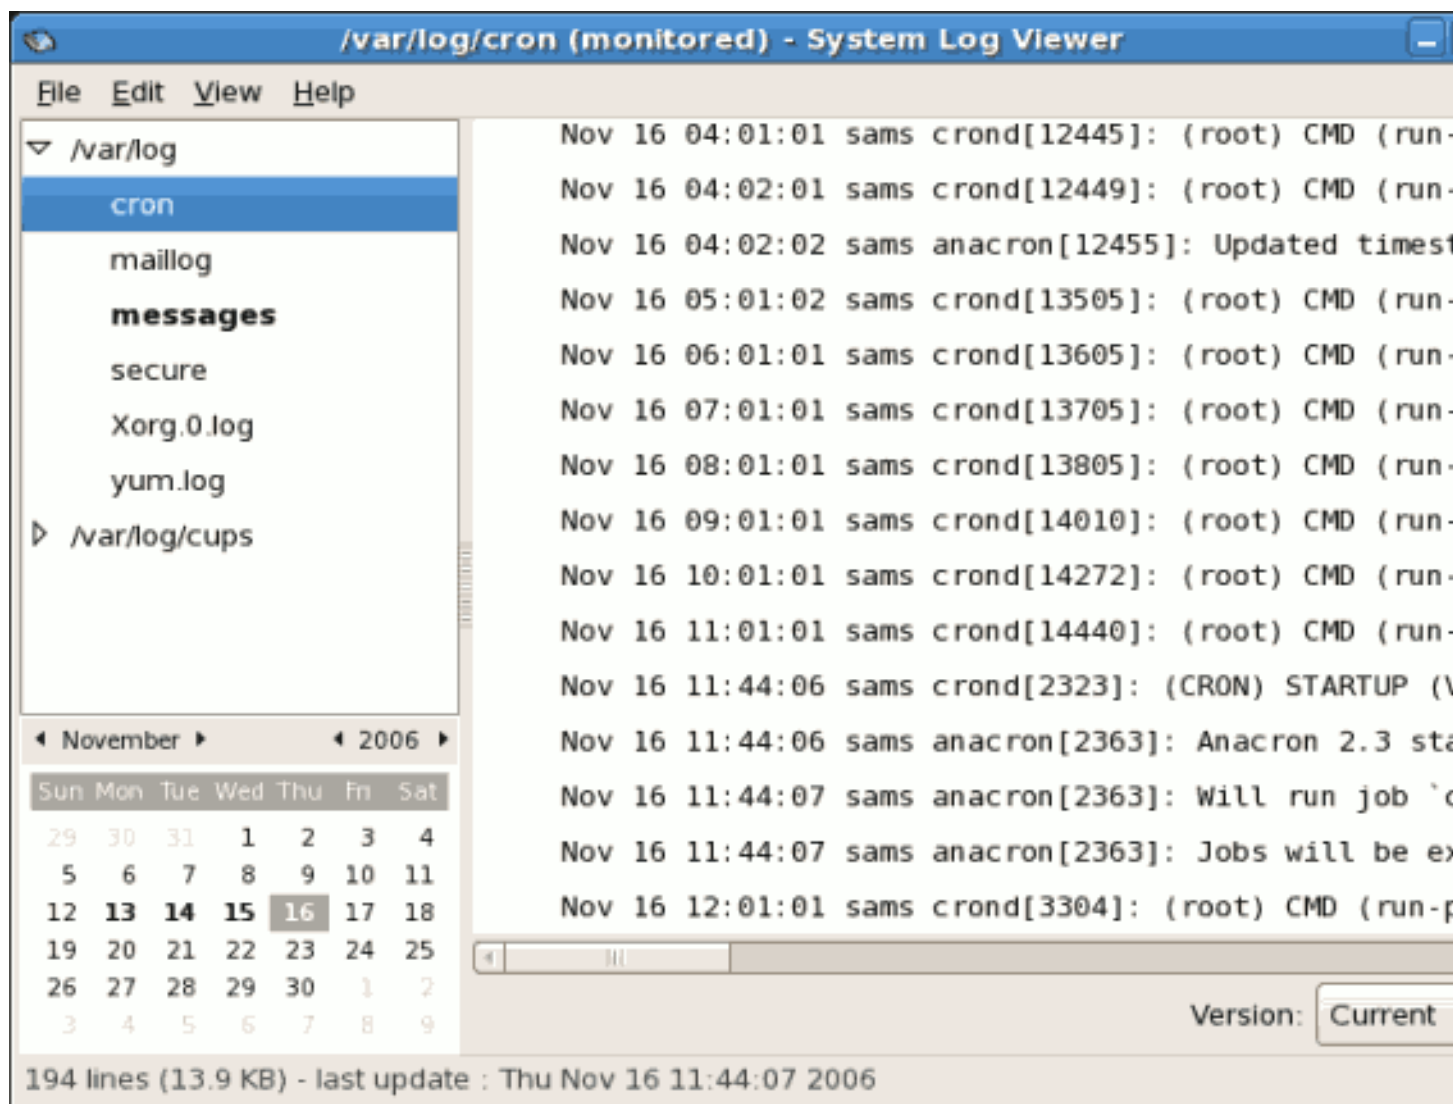 /var/log/cron (monitored) - System Log Viewer
File Edit View Help
/var/log
cron
maillog
messages
secure
Xorg.0.log
yum.log
/var/log/cups
November 2006
Sun Mon Tue Wed Thu Fri Sat
29 30 31 1 2 3 4
5 6 7 8 9 10 11
12 13 14 15 16 17 18
19 20 21 22 23 24 25
26 27 28 29 30 1 2
3 4 5 6 7 8 9
Nov 16 04:01:01 sams crond[12445]: (root) CMD (run-
Nov 16 04:02:01 sams crond[12449]: (root) CMD (run-
Nov 16 04:02:02 sams anacron[12455]: Updated timest
Nov 16 05:01:02 sams crond[13505]: (root) CMD (run-
Nov 16 06:01:01 sams crond[13605]: (root) CMD (run-
Nov 16 07:01:01 sams crond[13705]: (root) CMD (run-
Nov 16 08:01:01 sams crond[13805]: (root) CMD (run-
Nov 16 09:01:01 sams crond[14010]: (root) CMD (run-
Nov 16 10:01:01 sams crond[14272]: (root) CMD (run-
Nov 16 11:01:01 sams crond[14440]: (root) CMD (run-
Nov 16 11:44:06 sams crond[2323]: (CRON) STARTUP (V
Nov 16 11:44:06 sams anacron[2363]: Anacron 2.3 sta
Nov 16 11:44:07 sams anacron[2363]: Will run job `c
Nov 16 11:44:07 sams anacron[2363]: Jobs will be ex
Nov 16 12:01:01 sams crond[3304]: (root) CMD (run-p
Version: Current
194 lines (13.9 KB) - last update : Thu Nov 16 11:44:07 2006